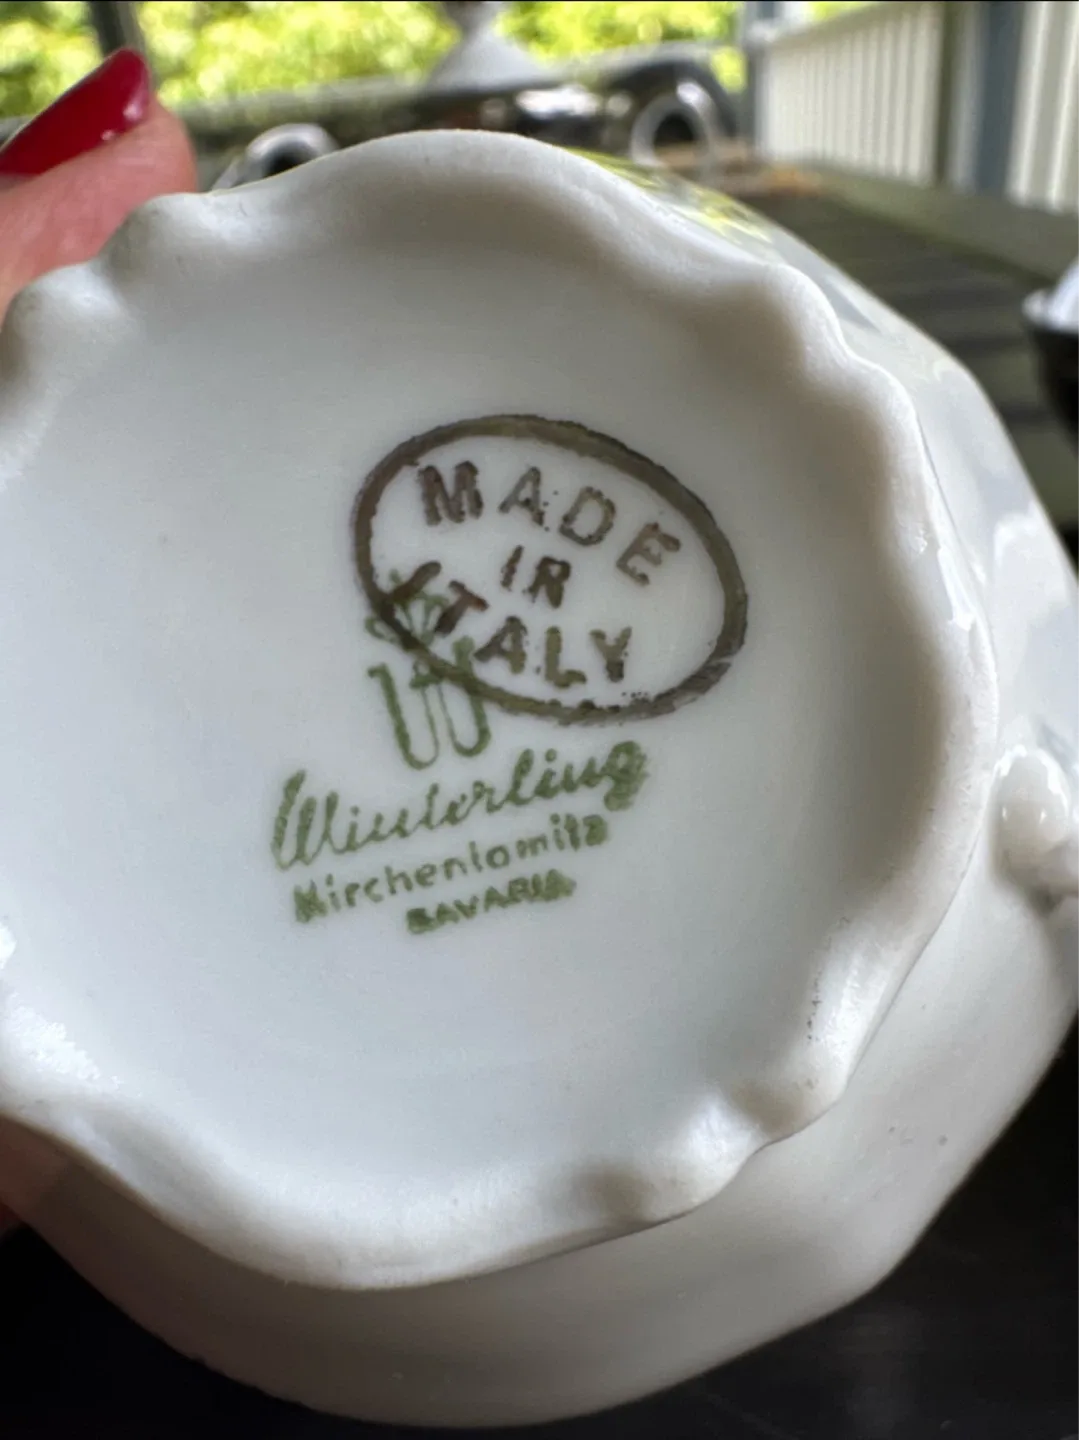 MADE
IN
ITALY
W
Winterling
Kirchenlamitz
BAVARIA